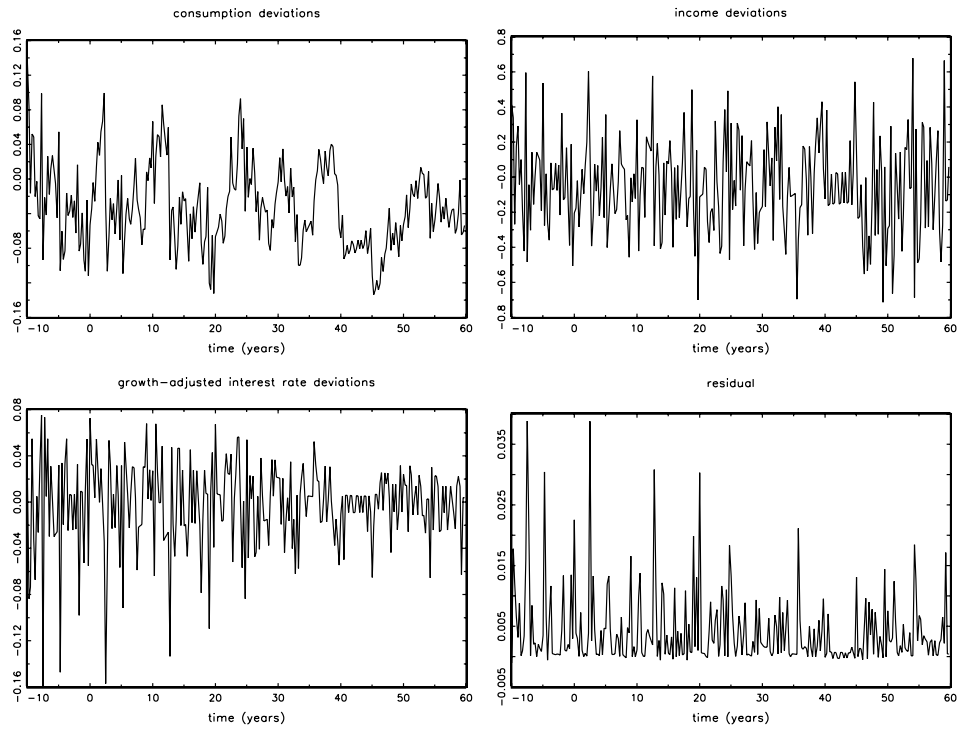 consumption deviations
0.16
0.12
0.08
0.04
0.00
−0.08
−0.16
−10 0 10 20 30 40 50 60
time (years)
income deviations
0.8
0.6
0.4
0.2
0.0
−0.2
−0.4
−0.6
−0.8
−10 0 10 20 30 40 50 60
time (years)
growth−adjusted interest rate deviations
0.08
0.04
0.00
−0.04
−0.08
−0.12
−0.16
−10 0 10 20 30 40 50 60
time (years)
residual
0.035
0.025
0.015
0.005
−0.005
−10 0 10 20 30 40 50 60
time (years)